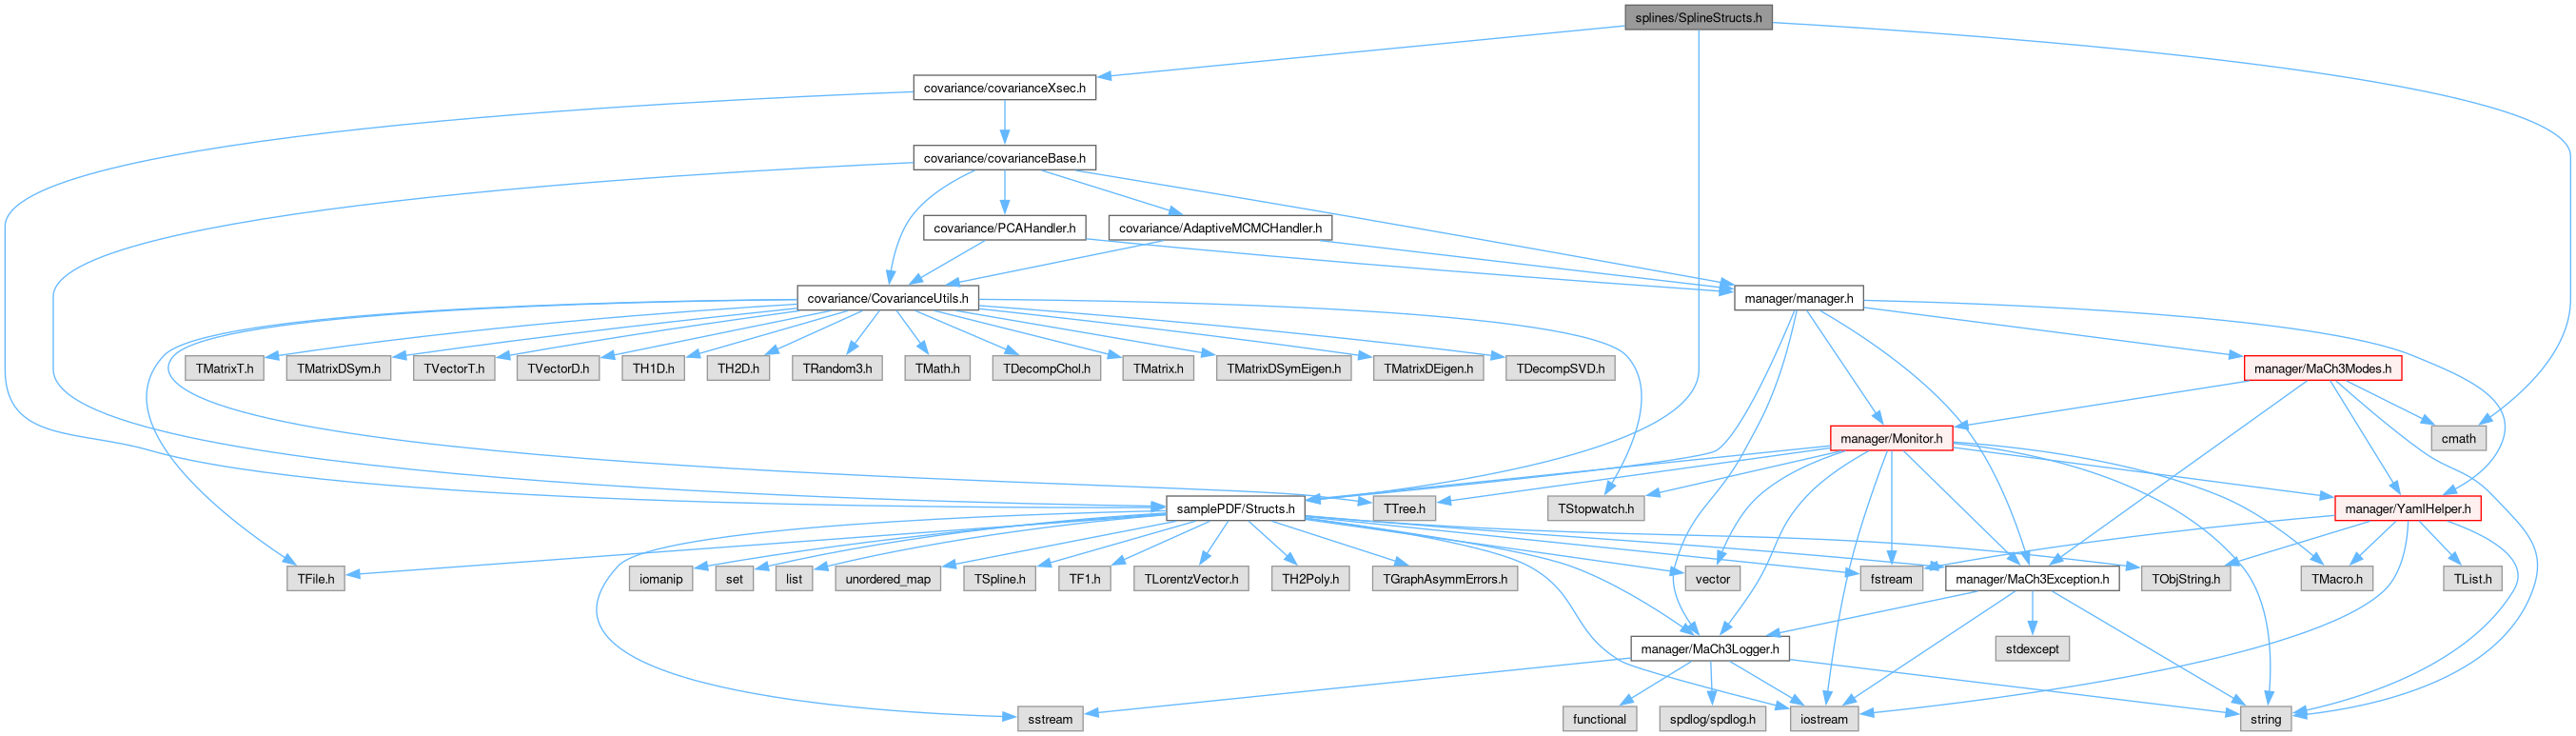 splines/SplineStructs.h
covariance/covarianceXsec.h
covariance/covarianceBase.h
covariance/PCAHandler.h
covariance/AdaptiveMCMCHandler.h
covariance/CovarianceUtils.h
manager/manager.h
TMatrixT.h
TMatrixDSym.h
TVectorT.h
TVectorD.h
TH1D.h
TH2D.h
TRandom3.h
TMath.h
TDecompChol.h
TMatrix.h
TMatrixDSymEigen.h
TMatrixDEigen.h
TDecompSVD.h
manager/MaCh3Modes.h
manager/Monitor.h
cmath
samplePDF/Structs.h
TTree.h
TStopwatch.h
manager/YamlHelper.h
TFile.h
iomanip
set
list
unordered_map
TSpline.h
TF1.h
TLorentzVector.h
TH2Poly.h
TGraphAsymmErrors.h
vector
fstream
manager/MaCh3Exception.h
TObjString.h
TMacro.h
TList.h
manager/MaCh3Logger.h
stdexcept
sstream
functional
spdlog/spdlog.h
iostream
string